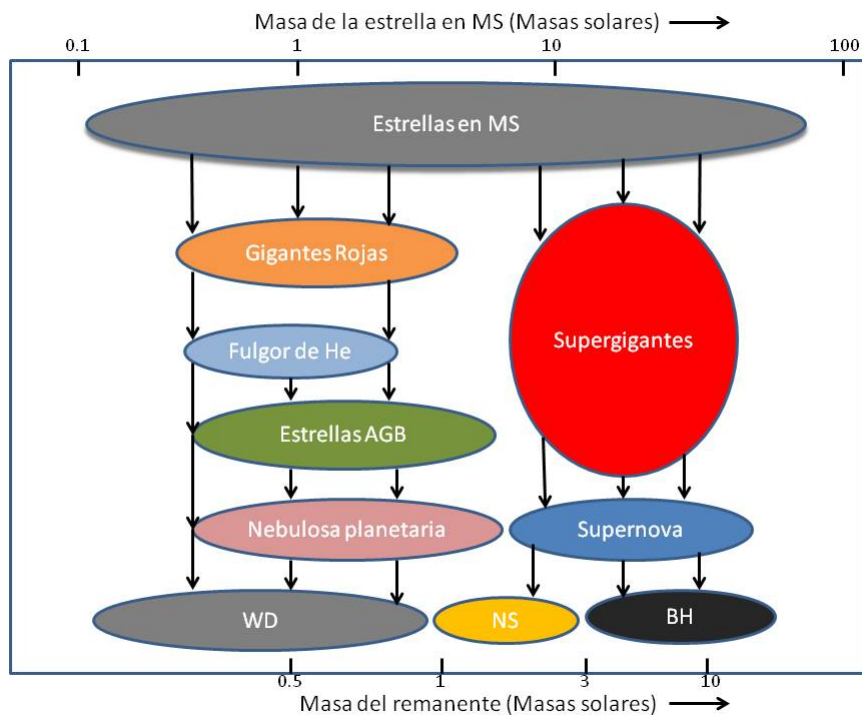 Masa de la estrella en MS (Masas solares)
0.1 1 10 100
Estrellas en MS
Gigantes Rojas
Fulgor de He
Supergigantes
Estrellas AGB
Nebulosa planetaria
Supernova
WD
NS
BH
0.5 1 3 10
Masa del remanente (Masas solares)